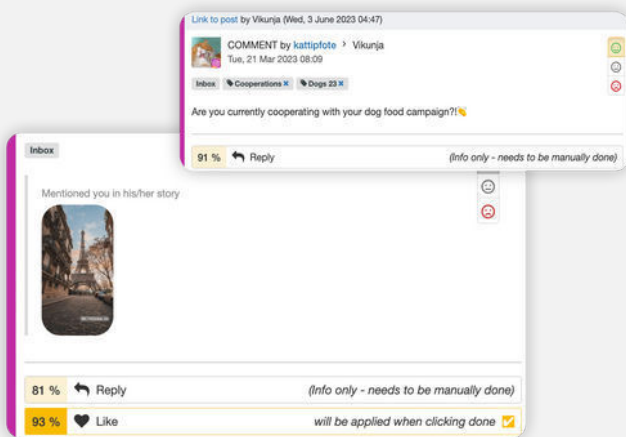 Link to post by Vikunja (Wed, 3 June 2023 04:47)
COMMENT by kattipfote > Vikunja
Tue, 21 Mar 2023 08:09
Inbox Cooperations × Dogs 23 ×
Are you currently cooperating with your dog food campaign?!👏
91 % Reply (Info only - needs to be manually done)
Inbox
Mentioned you in his/her story
81 % Reply (Info only - needs to be manually done)
93 % Like will be applied when clicking done